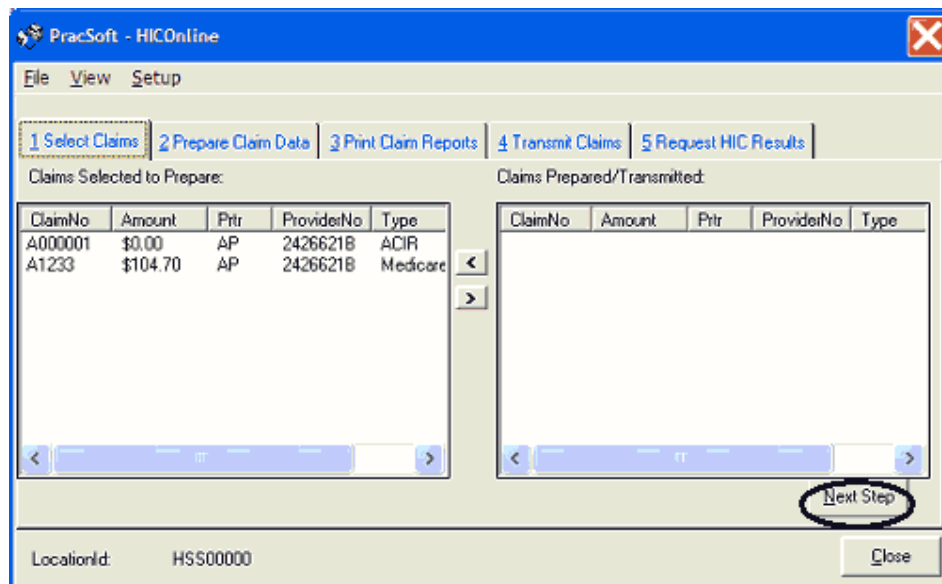 PracSoft - HICOnline
File View Setup
1 Select Claims 2 Prepare Claim Data 3 Print Claim Reports 4 Transmit Claims 5 Request HIC Results
Claims Selected to Prepare: Claims Prepared/Transmitted:
ClaimNo Amount Prtr ProviderNo Type ClaimNo Amount Prtr ProviderNo Type
A000001 $0.00 AP 2426621B ACIR
A1233 $104.70 AP 2426621B Medicare
Next Step
LocationId: HSS00000 Close